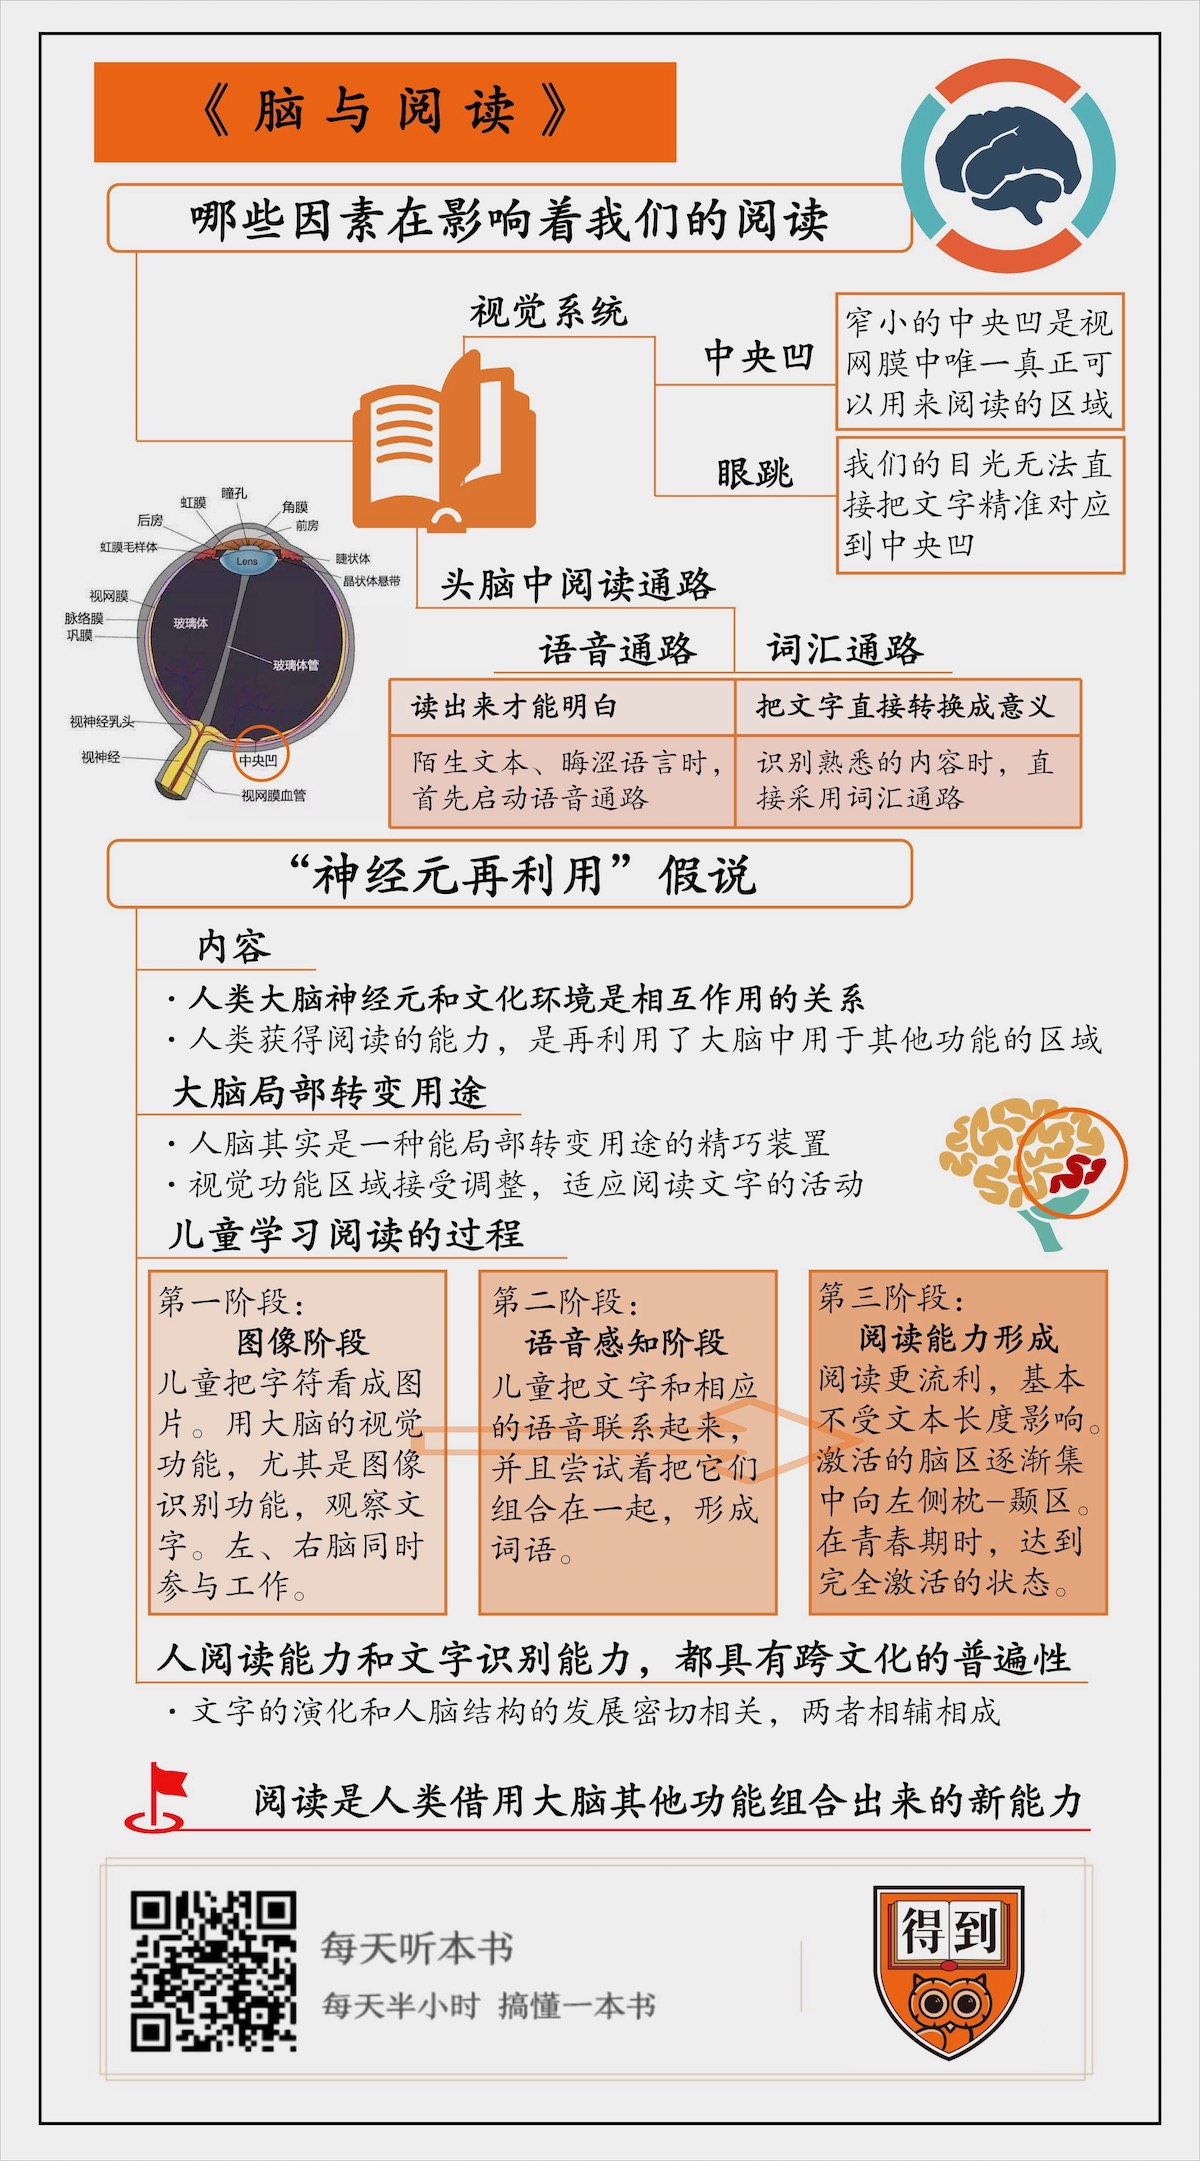 《脑与阅读》
哪些因素在影响着我们的阅读
视觉系统
中央凹
窄小的中央凹是视
网膜中唯一真正可
以用来阅读的区域
眼跳
我们的目光无法直
接把文字精准对应
到中央凹
瞳孔
虹膜
角膜
后房
前房
虹膜毛样体
Lens
睫状体
晶状体悬带
视网膜
脉络膜
巩膜
玻璃体
玻璃体管
视神经乳头
视神经
中央凹
视网膜血管
头脑中阅读通路
语音通路
词汇通路
读出来才能明白
把文字直接转换成意义
陌生文本、晦涩语言时，
首先启动语音通路
识别熟悉的内容时，直
接采用词汇通路
“神经元再利用”假说
内容
·人类大脑神经元和文化环境是相互作用的关系
·人类获得阅读的能力，是再利用了大脑中用于其他功能的区域
大脑局部转变用途
·人脑其实是一种能局部转变用途的精巧装置
·视觉功能区域接受调整，适应阅读文字的活动
儿童学习阅读的过程
第一阶段：
图像阶段
儿童把字符看成图
片。用大脑的视觉
功能，尤其是图像
识别功能，观察文
字。左、右脑同时
参与工作。
第二阶段：
语音感知阶段
儿童把文字和相应
的语音联系起来，
并且尝试着把它们
组合在一起，形成
词语。
第三阶段：
阅读能力形成
阅读更流利，基本
不受文本长度影响。
激活的脑区逐渐集
中向左侧枕-颞区。
在青春期时，达到
完全激活的状态。
人阅读能力和文字识别能力，都具有跨文化的普遍性
·文字的演化和人脑结构的发展密切相关，两者相辅相成
阅读是人类借用大脑其他功能组合出来的新能力
每天听本书
每天半小时 搞懂一本书
得到